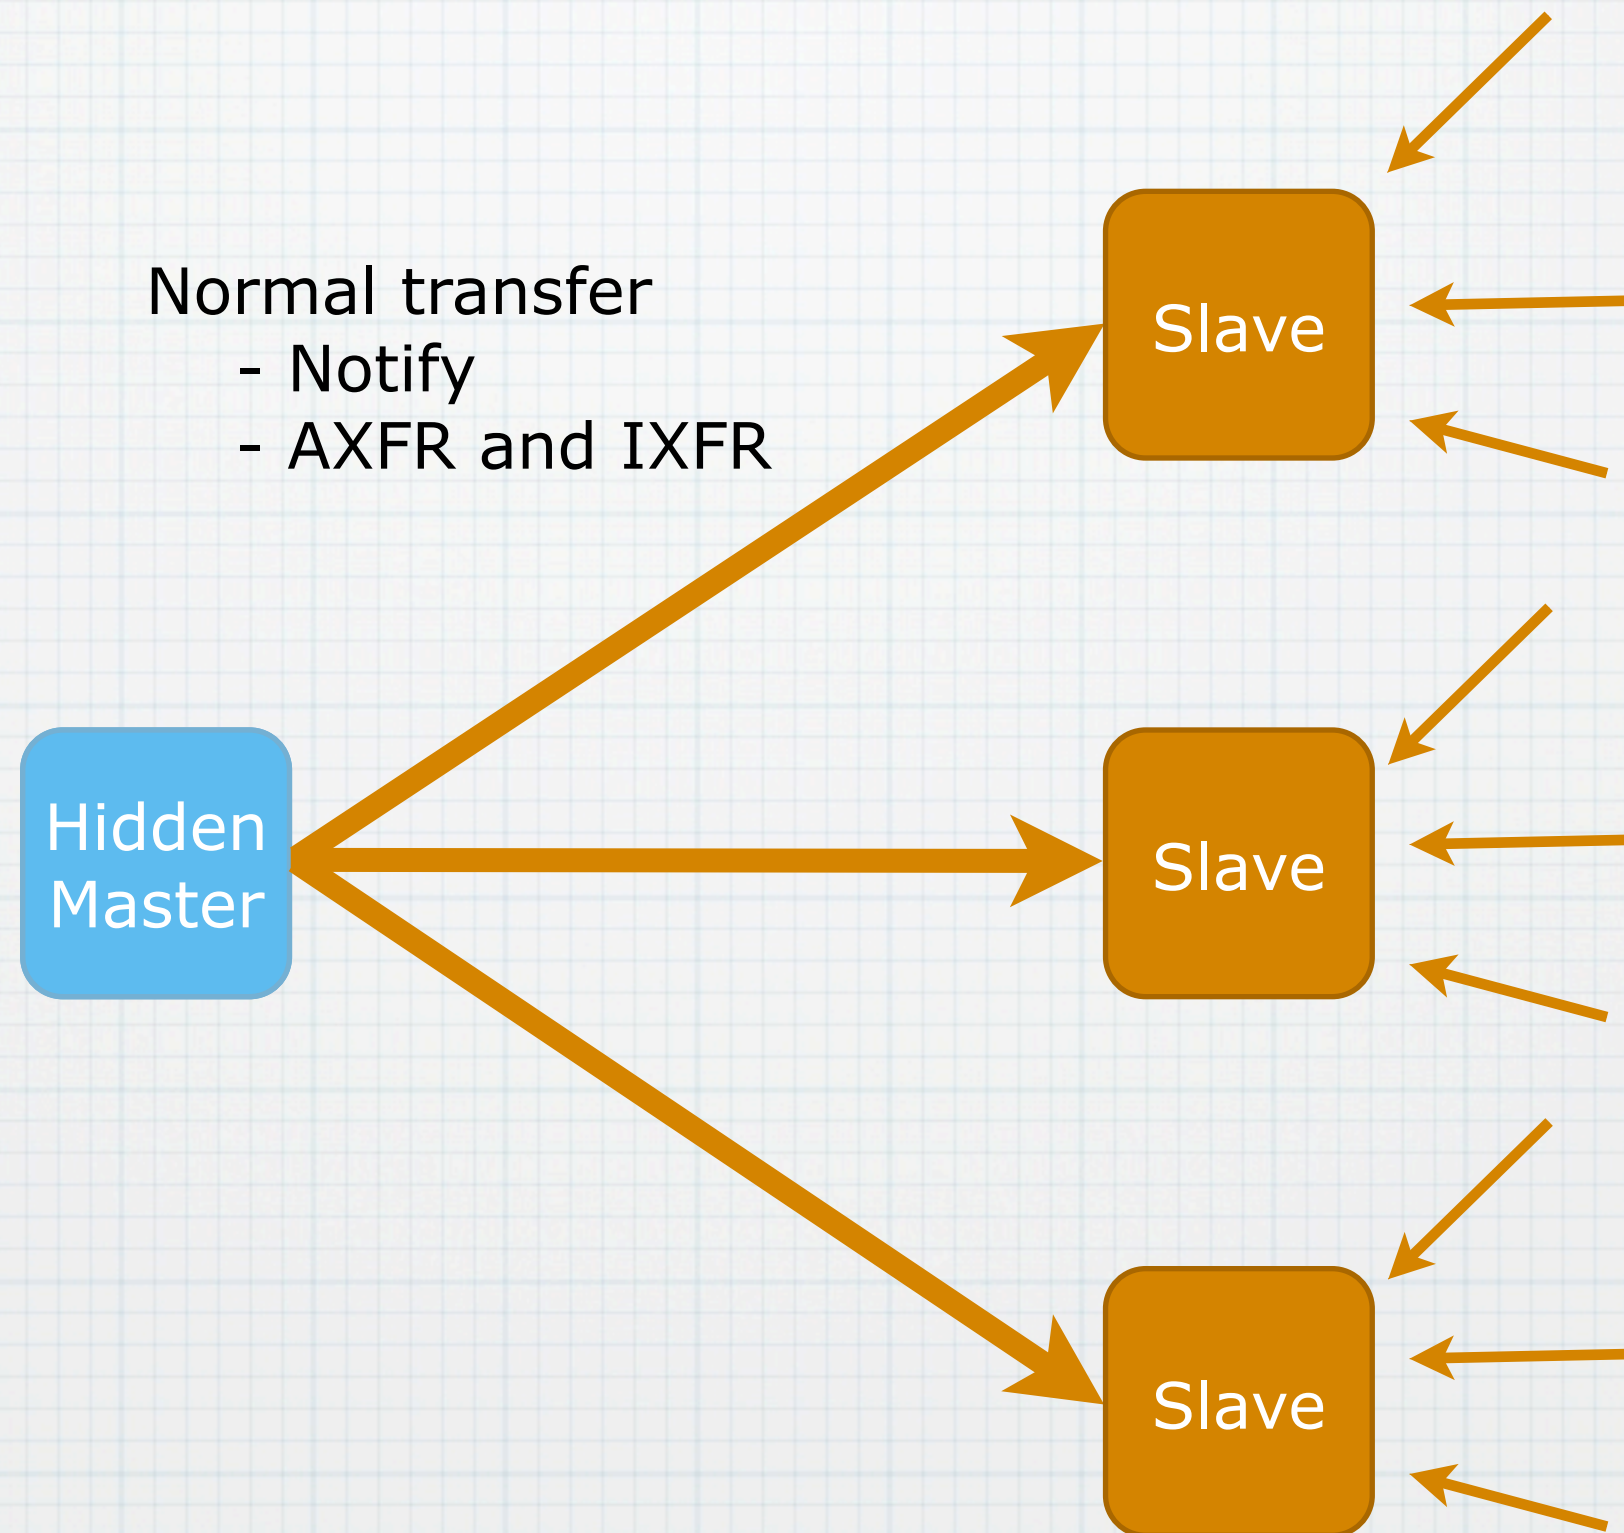 Normal transfer
- Notify
- AXFR and IXFR
Slave
Hidden
Master
Slave
Slave